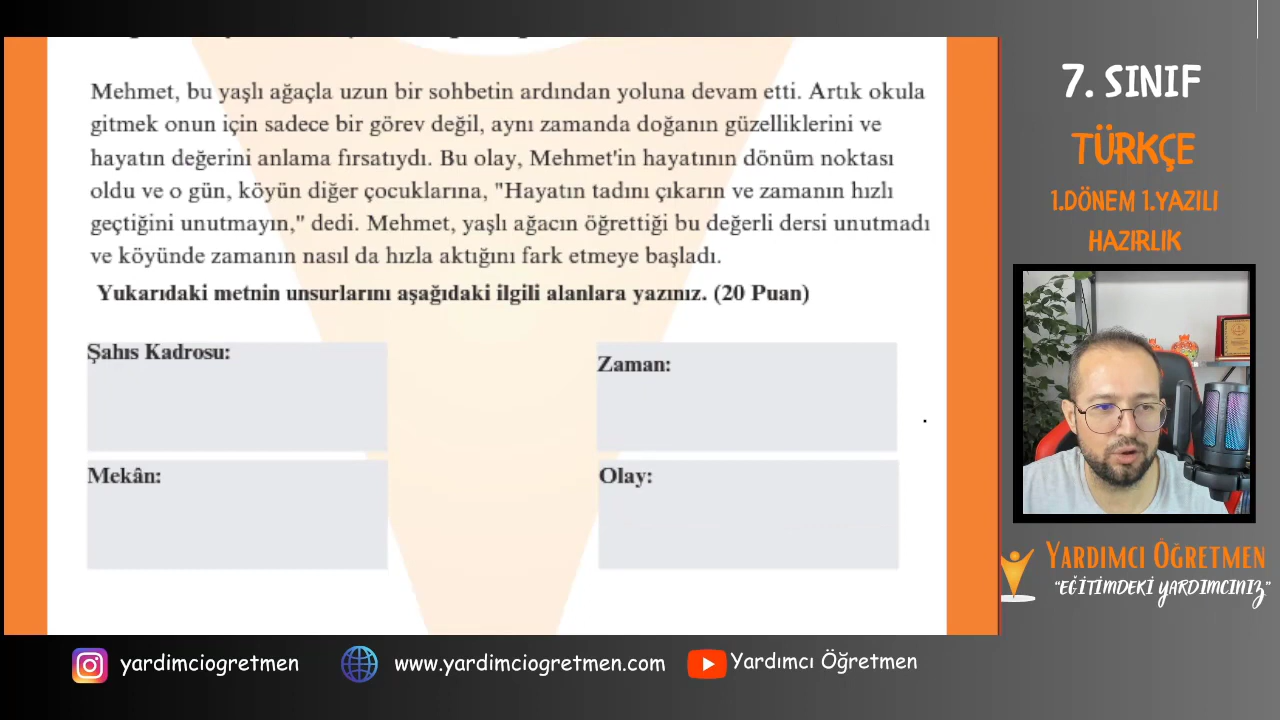 Mehmet, bu yaşlı ağaçla uzun bir sohbetin ardından yoluna devam etti. Artık okula
gitmek onun için sadece bir görev değil, aynı zamanda doğanın güzelliklerini ve
hayatın değerini anlama fırsatıydı. Bu olay, Mehmet'in hayatının dönüm noktası
oldu ve o gün, köyün diğer çocuklarına, "Hayatın tadını çıkarın ve zamanın hızlı
geçtiğini unutmayın," dedi. Mehmet, yaşlı ağacın öğrettiği bu değerli dersi unutmadı
ve köyünde zamanın nasıl da hızla aktığını fark etmeye başladı.
Yukarıdaki metnin unsurlarını aşağıdaki ilgili alanlara yazınız. (20 Puan)
Şahıs Kadrosu:
Zaman:
Mekân:
Olay:
7. SINIF
TÜRKÇE
1.DÖNEM 1.YAZILI
HAZIRLIK
YARDIMCI ÖĞRETMEN
"EĞİTİMDEKİ YARDIMCINIZ"
yardimciogretmen
www.yardimciogretmen.com
Yardımcı Öğretmen